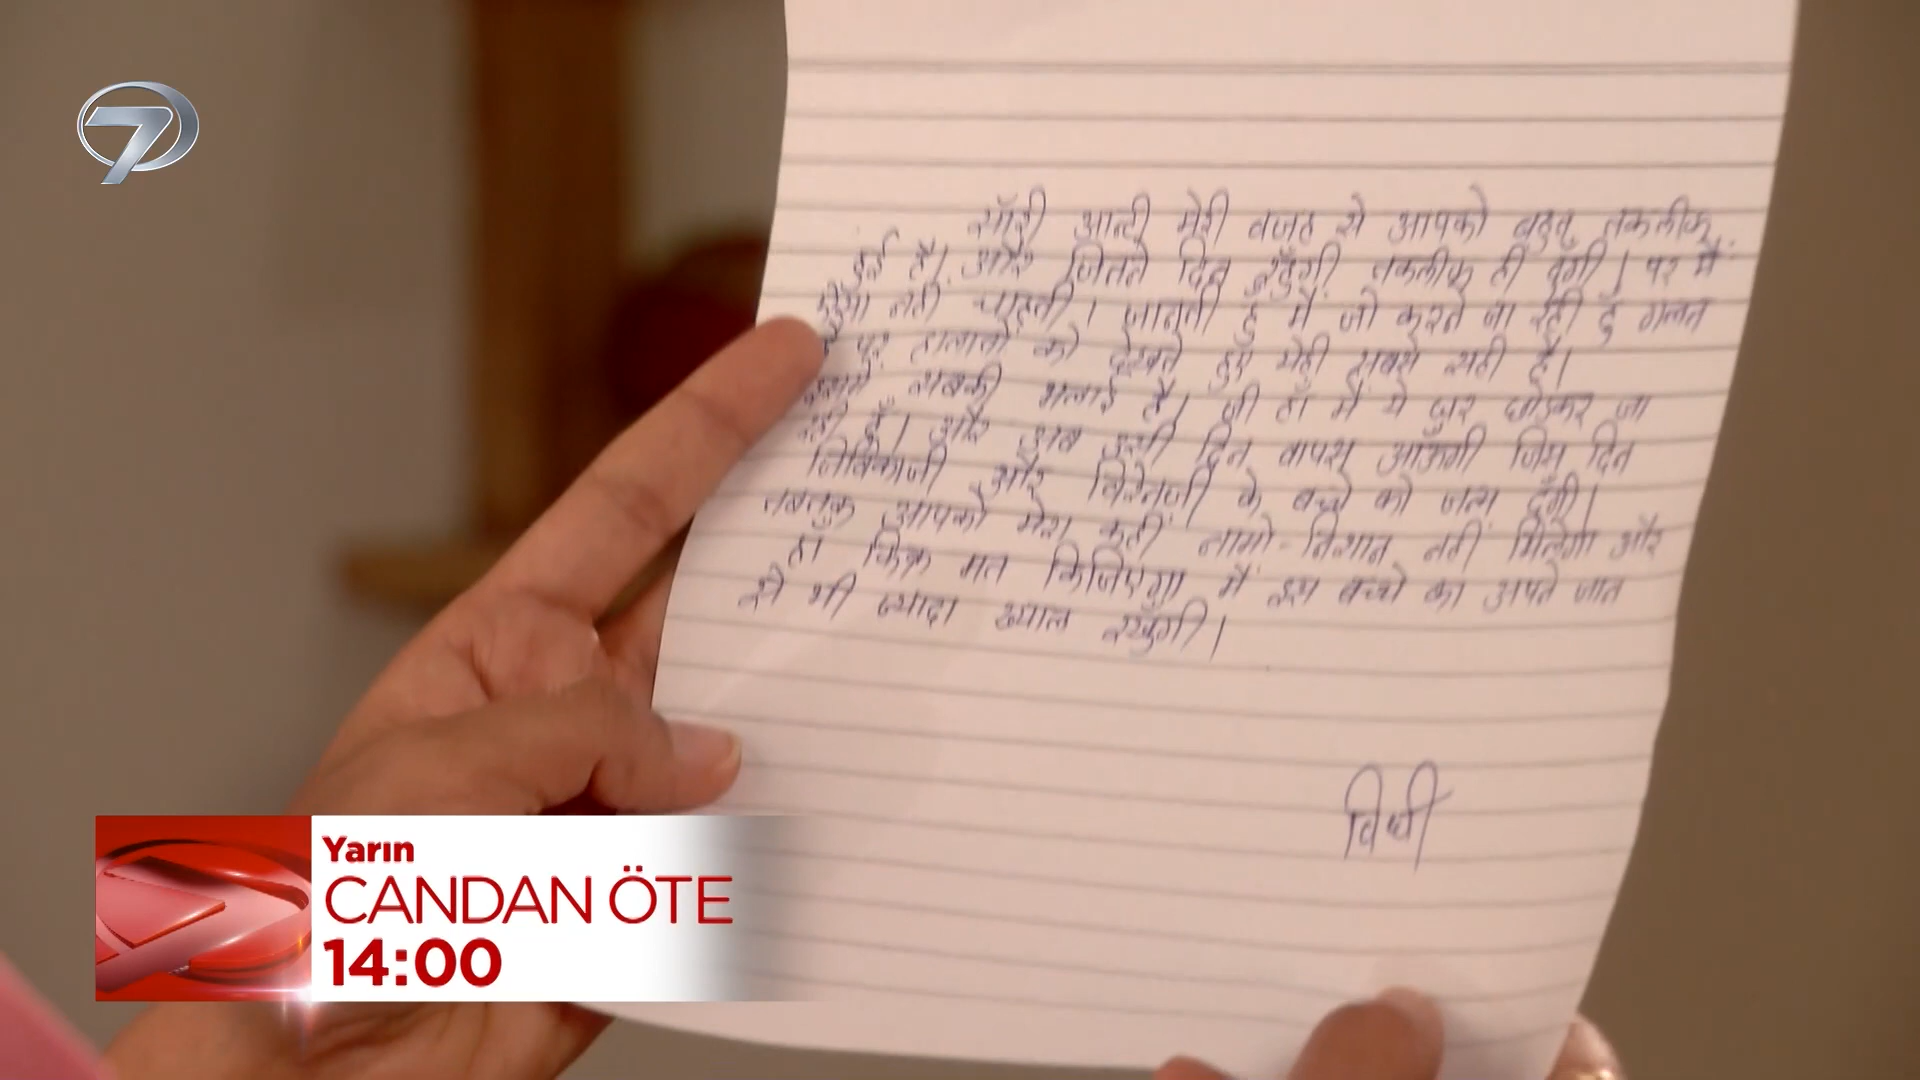 7
सॉरी आन्टी मेरी वजह से आपको बहुत तकलीफ
हुई है। और जितने दिन रहुँगी तकलीफ ही दुंगी। पर मैं
नही चाहती। जानती हुँ मैं जो करने जा रही हुँ गलत
पर हालातो को देखते हुए येही सबसे सही है।
इसमे सबकी भलाई है। जी हाँ मैं ये घर छोड़कर जा
रही हुँ। और अब उसी दिन वापस आऊंगी जिस दिन
और विरेनजी के बच्चे को जन्म दूँगी।
तबतक आपको मेरा कहीं नामो-निशान नहीं मिलेगा और
हाँ फिक्र मत किजिएगा मैं इस बच्चे का अपने जान
से भी ज्यादा ख्याल रखुँगी।
विधी
Yarın
CANDAN ÖTE
14:00